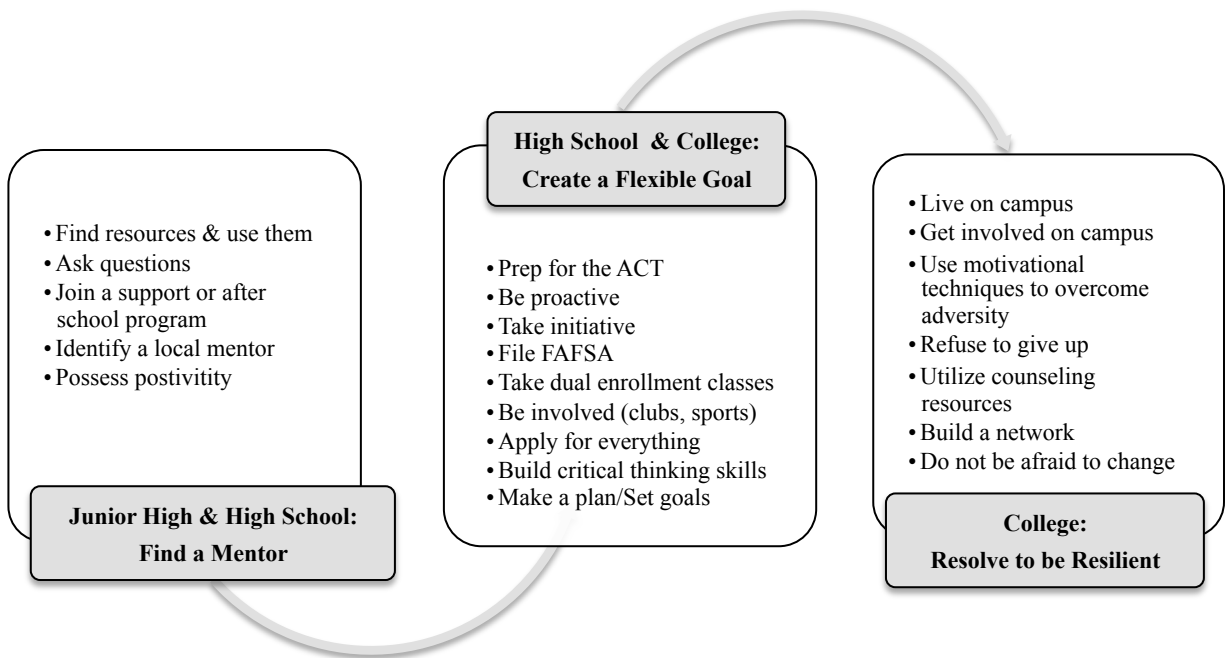 • Find resources & use them
• Ask questions
• Join a support or after
school program
• Identify a local mentor
• Possess postivitity
Junior High & High School:
Find a Mentor
High School & College:
Create a Flexible Goal
• Prep for the ACT
• Be proactive
• Take initiative
• File FAFSA
• Take dual enrollment classes
• Be involved (clubs, sports)
• Apply for everything
• Build critical thinking skills
• Make a plan/Set goals
• Live on campus
• Get involved on campus
• Use motivational
techniques to overcome
adversity
• Refuse to give up
• Utilize counseling
resources
• Build a network
• Do not be afraid to change
College:
Resolve to be Resilient